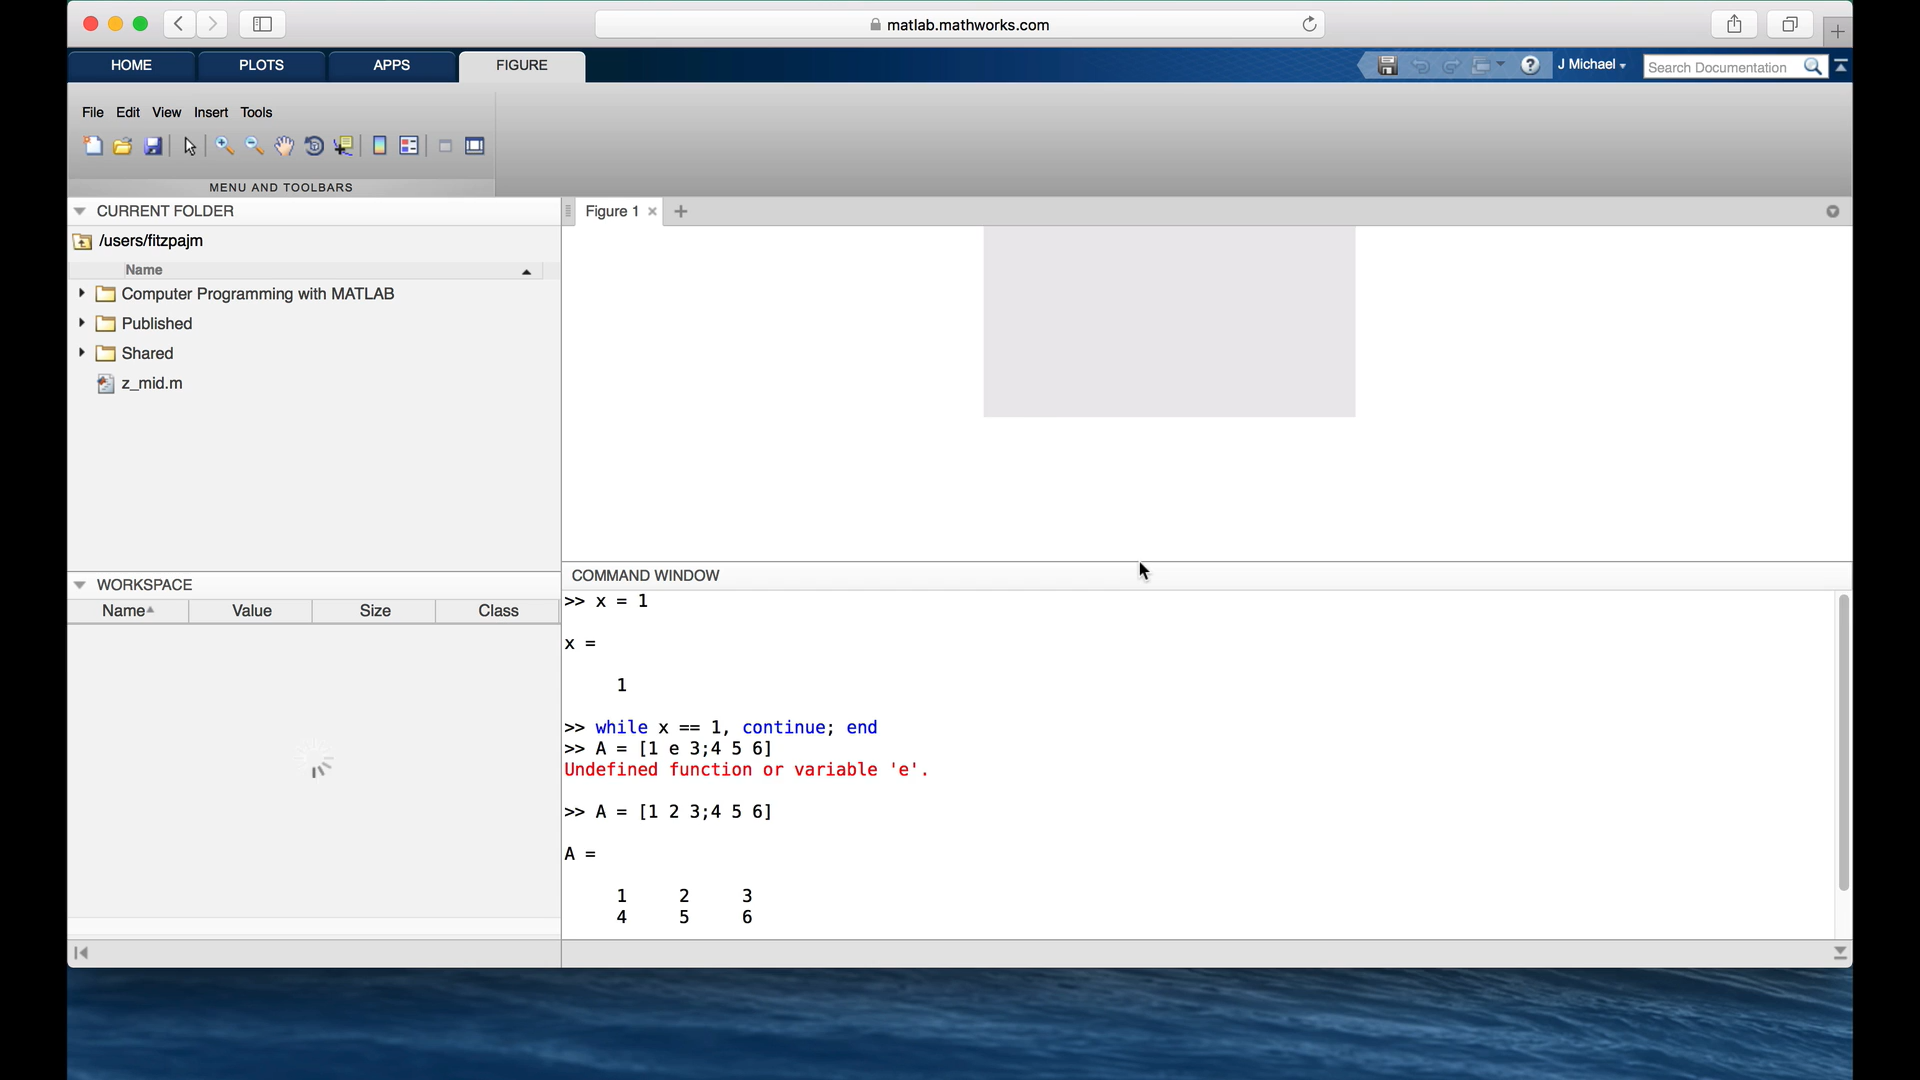 matlab.mathworks.com
HOME
PLOTS
APPS
FIGURE
J Michael
Search Documentation
File Edit View Insert Tools
MENU AND TOOLBARS
CURRENT FOLDER
/users/fitzpajm
Name
Computer Programming with MATLAB
Published
Shared
z_mid.m
Figure 1
WORKSPACE
Name Value Size Class
COMMAND WINDOW
>> x = 1
x =
1
>> while x == 1, continue; end
>> A = [1 e 3;4 5 6]
Undefined function or variable 'e'.
>> A = [1 2 3;4 5 6]
A =
1 2 3
4 5 6